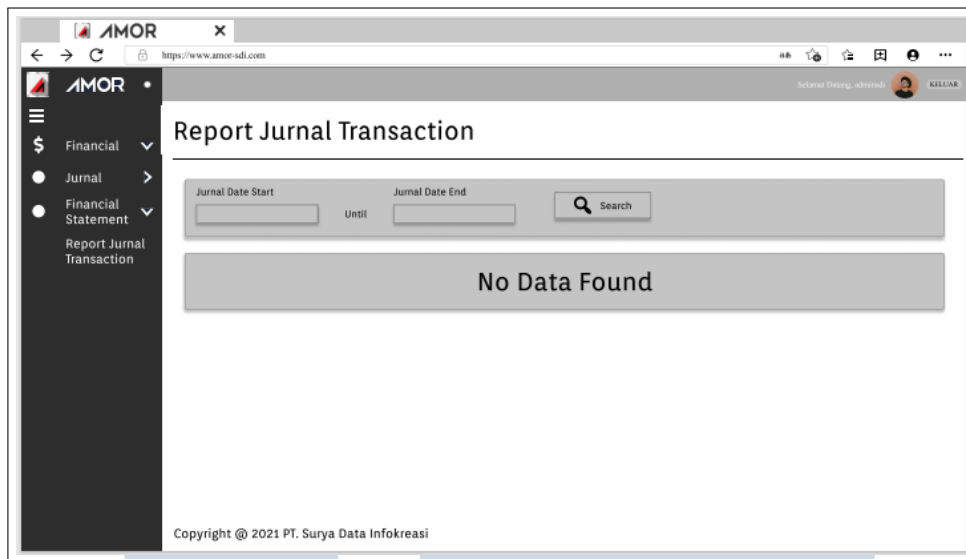 AMOR
https://www.amor-sdi.com
AMOR
Selamat Datang, adminsdi
KELUAR
Financial
Jurnal
Financial
Statement
Report Jurnal
Transaction
Report Jurnal Transaction
Jurnal Date Start
Until
Jurnal Date End
Search
No Data Found
Copyright @ 2021 PT. Surya Data Infokreasi